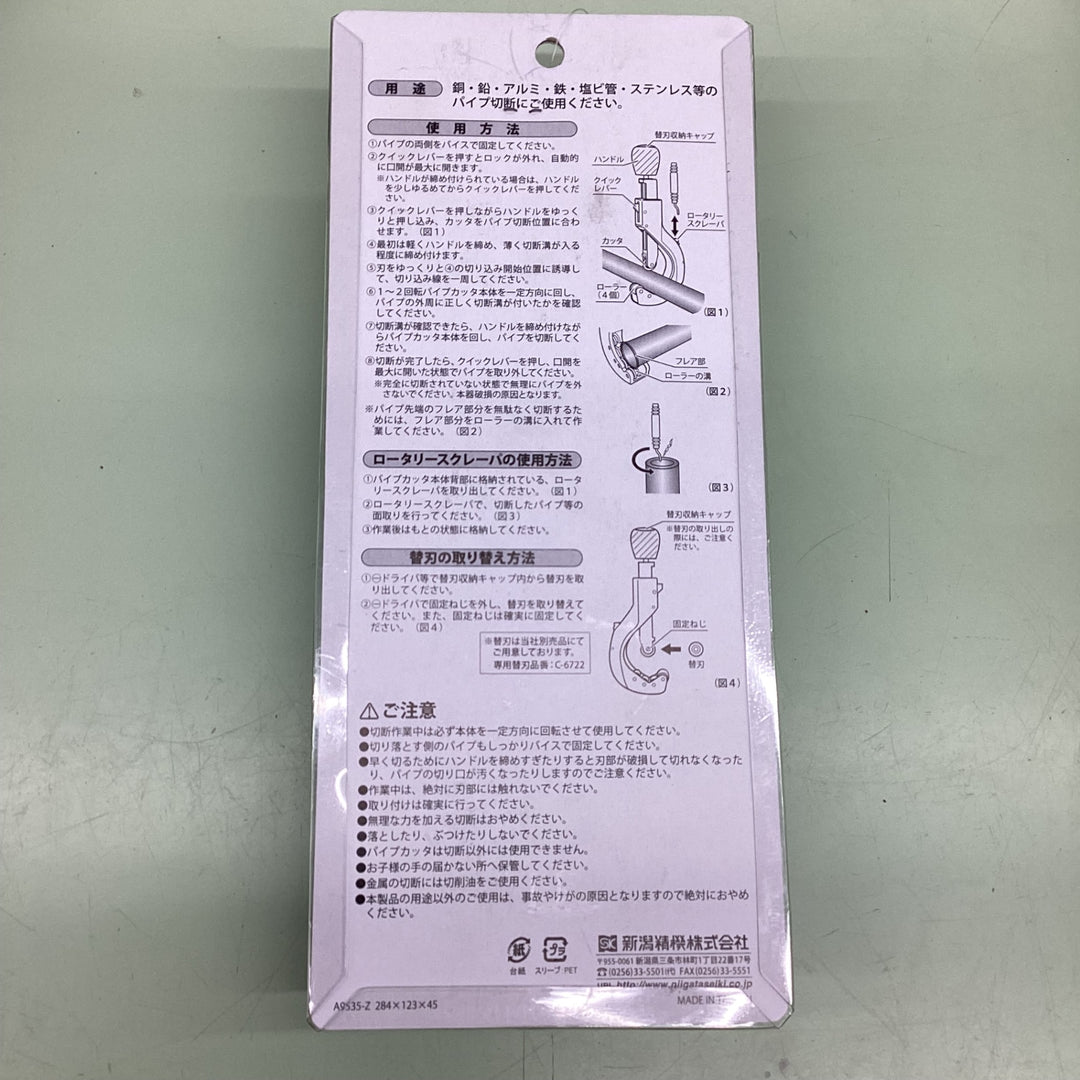 用途
銅・鉛・アルミ・鉄・塩ビ管・ステンレス等の
パイプ切断にご使用ください。
使用方法
①パイプの両側をバイスで固定してください。
②クイックレバーを押すとロックが外れ、自動的
に口開が最大に開きます。
※ハンドルが締め付けられている場合は、ハンドル
を少しゆるめてからクイックレバーを押してくだ
さい。
③クイックレバーを押しながらハンドルをゆっく
りと押し込み、カッタをパイプ切断位置に合わ
せます。（図1）
④最初は軽くハンドルを締め、薄く切断溝が入る
程度に締め付けます。
⑤刃をゆっくりと④の切り込み開始位置に誘導し
て、切り込み線を一周してください。
⑥1～2回転パイプカッタ本体を一定方向に回し、
パイプの外周に正しく切断溝が付いたかを確認
してください。
⑦切断溝が確認できたら、ハンドルを締め付けなが
らパイプカッタ本体を回し、パイプを切断してく
ださい。
⑧切断が完了したら、クイックレバーを押し、口開を
最大に開いた状態でパイプを取り外してください。
※完全に切断されていない状態で無理にパイプを外
さないでください。本器破損の原因となります。
※パイプ先端のフレア部分を無駄なく切断するた
めには、フレア部分をローラーの溝に入れて作
業してください。（図2）
替刃収納キャップ
ハンドル
クイック
レバー
ロータリー
スクレーパ
カッタ
ローラー
（4個）
（図1）
フレア部
ローラーの溝
（図2）
（図3）
ロータリースクレーパの使用方法
①パイプカッタ本体背部に格納されている、ロータ
リースクレーパを取り出してください。（図1）
②ロータリースクレーパで、切断したパイプ等の
面取りを行ってください。（図3）
③作業後はもとの状態に格納してください。
替刃の取り替え方法
①⊖ドライバ等で替刃収納キャップ内から替刃を取
り出してください。
②⊖ドライバで固定ねじを外し、替刃を取り替えて
ください。また、固定ねじは確実に固定してく
ださい。（図4）
※替刃は当社別売品にて
ご用意しております。
専用替刃品番：C-6722
替刃収納キャップ
※替刃の取り出しの
際には、ご注意く
ださい。
固定ねじ
替刃
（図4）
⚠ご注意
●切断作業中は必ず本体を一定方向に回転させて使用してください。
●切り落とす側のパイプもしっかりバイスで固定してください。
●早く切るためにハンドルを締めすぎたりすると刃部が破損して切れなくなった
り、パイプの切り口が汚くなったりしますのでご注意ください。
●作業中は、絶対に刃部には触れないでください。
●取り付けは確実に行ってください。
●無理な力を加える切断はおやめください。
●落としたり、ぶつけたりしないでください。
●パイプカッタは切断以外には使用できません。
●お子様の手の届かない所へ保管してください。
●金属の切断には切削油をご使用ください。
●本製品の用途以外のご使用は、事故やけがの原因となりますので絶対におやめ
ください。
紙
台紙
プラ
スリーブ：PET
SK 新潟精機株式会社
〒955-0061 新潟県三条市林町1丁目22番17号
☎(0256)33-5501㈹ FAX(0256)33-5551
URL http://www.niigataseiki.co.jp
A9535-Z 284×123×45
MADE IN